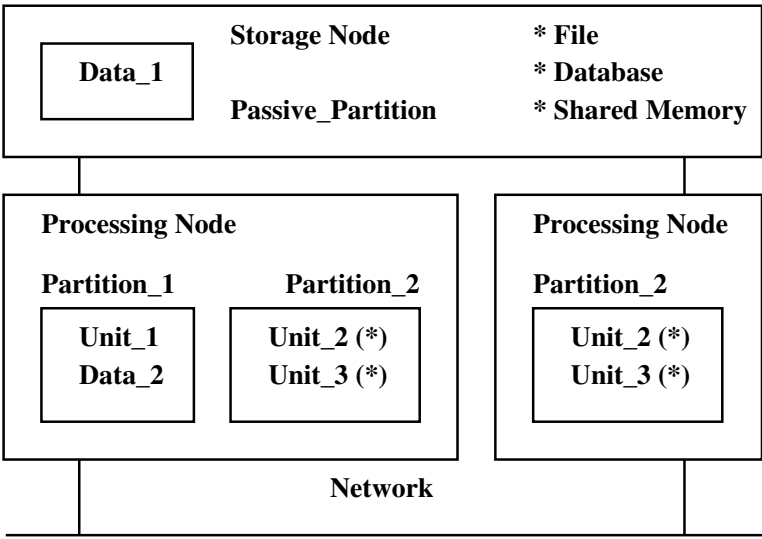 Storage Node
* File
Data_1
* Database
Passive_Partition
* Shared Memory
Processing Node
Partition_1
Partition_2
Unit_1
Data_2
Unit_2 (*)
Unit_3 (*)
Processing Node
Partition_2
Unit_2 (*)
Unit_3 (*)
Network